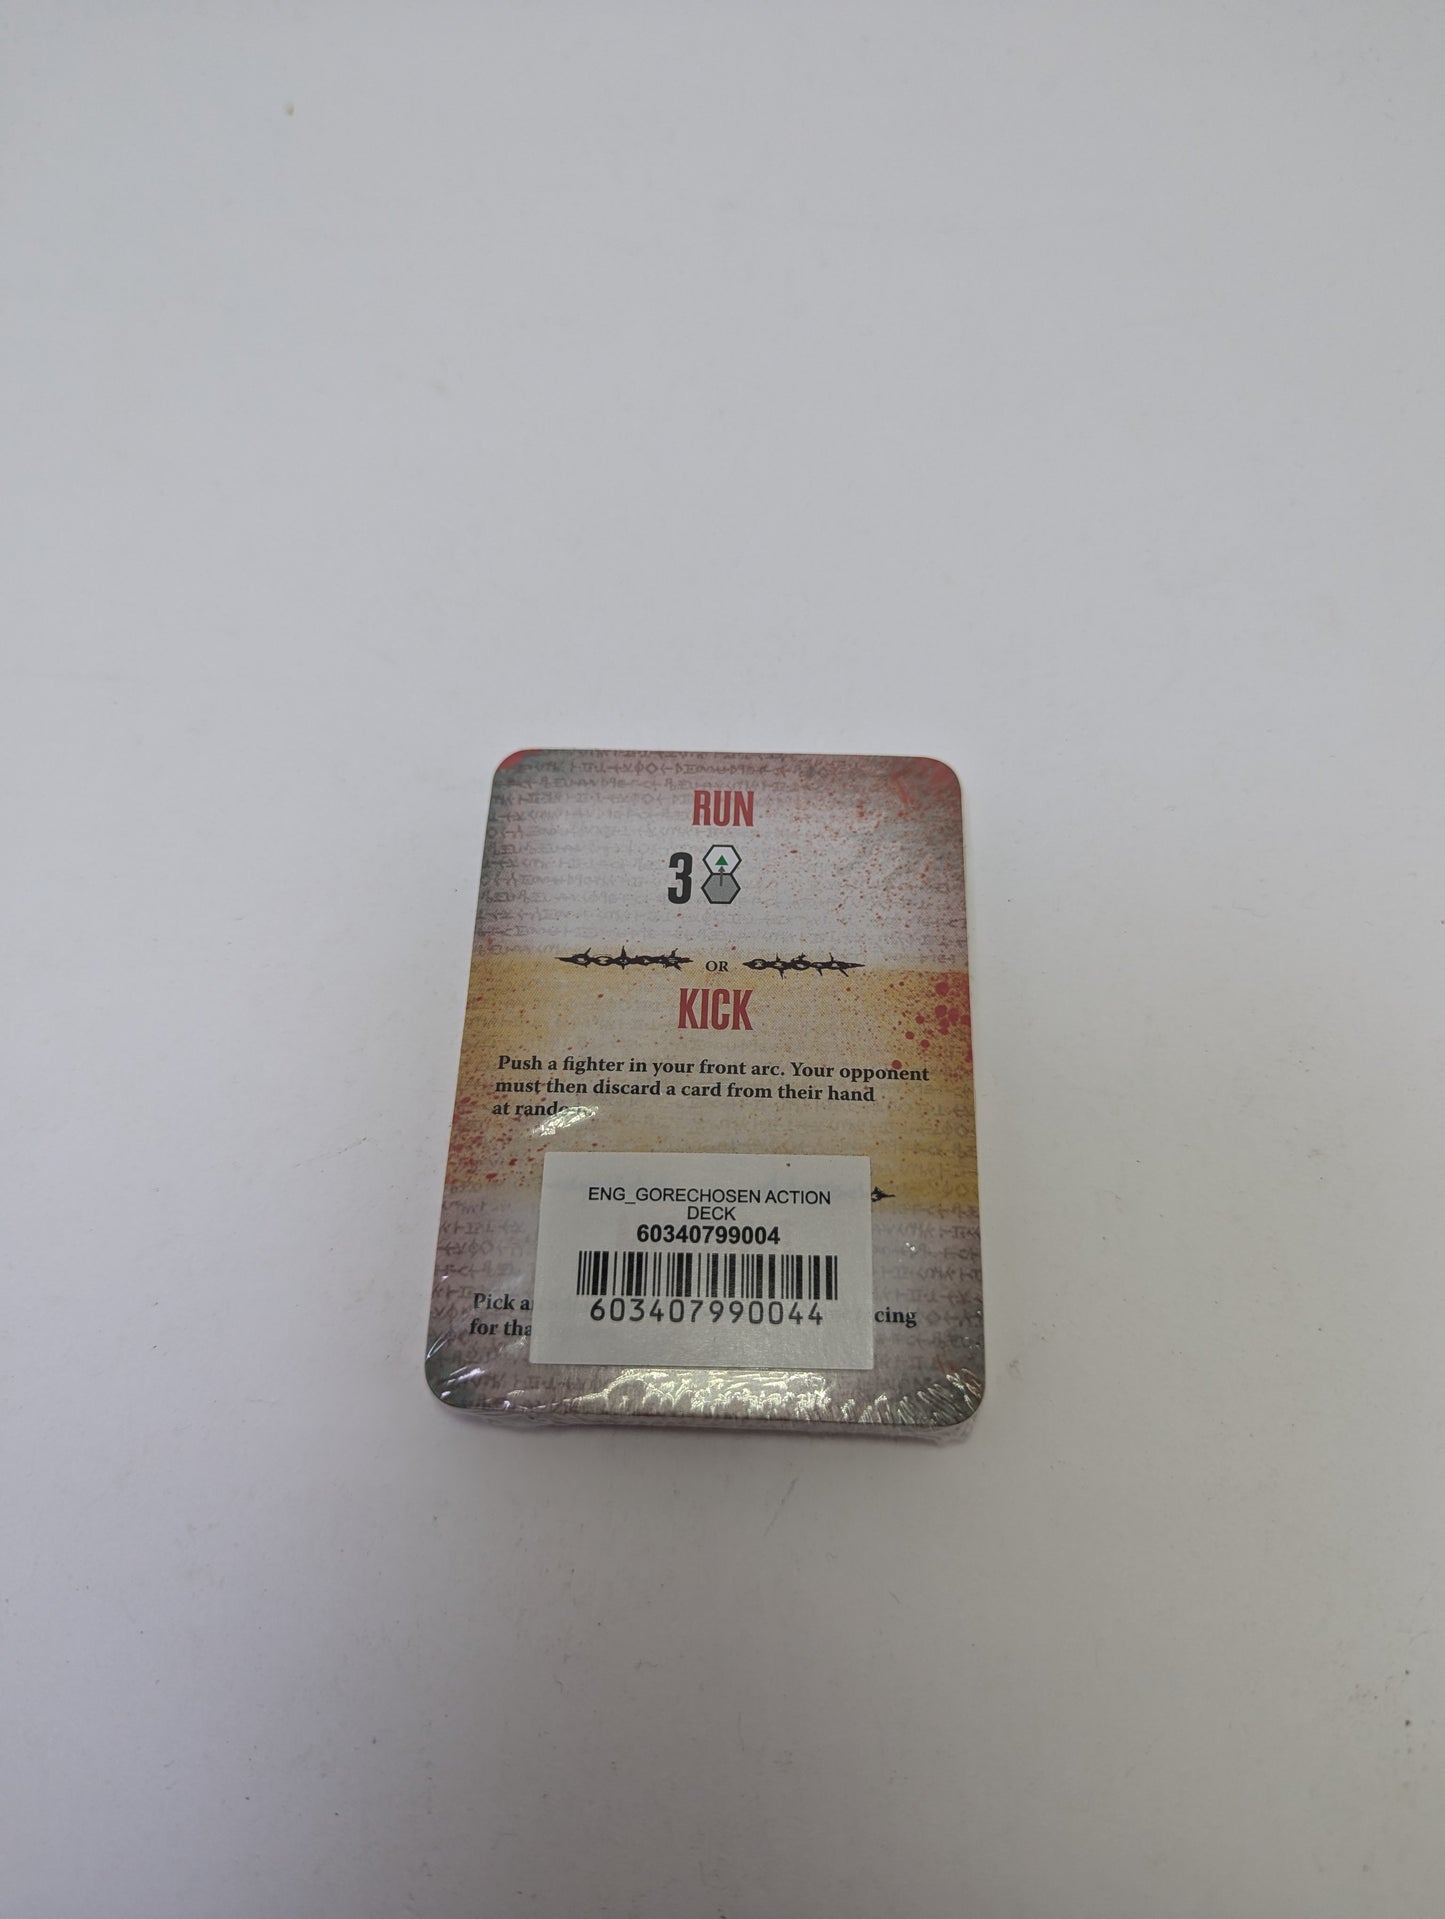 RUN
3
OR
KICK
Push a fighter in your front arc. Your opponent
must then discard a card from their hand
at
ENG_GORECHOSEN ACTION
DECK
60340799004
603407990044
Pick
for